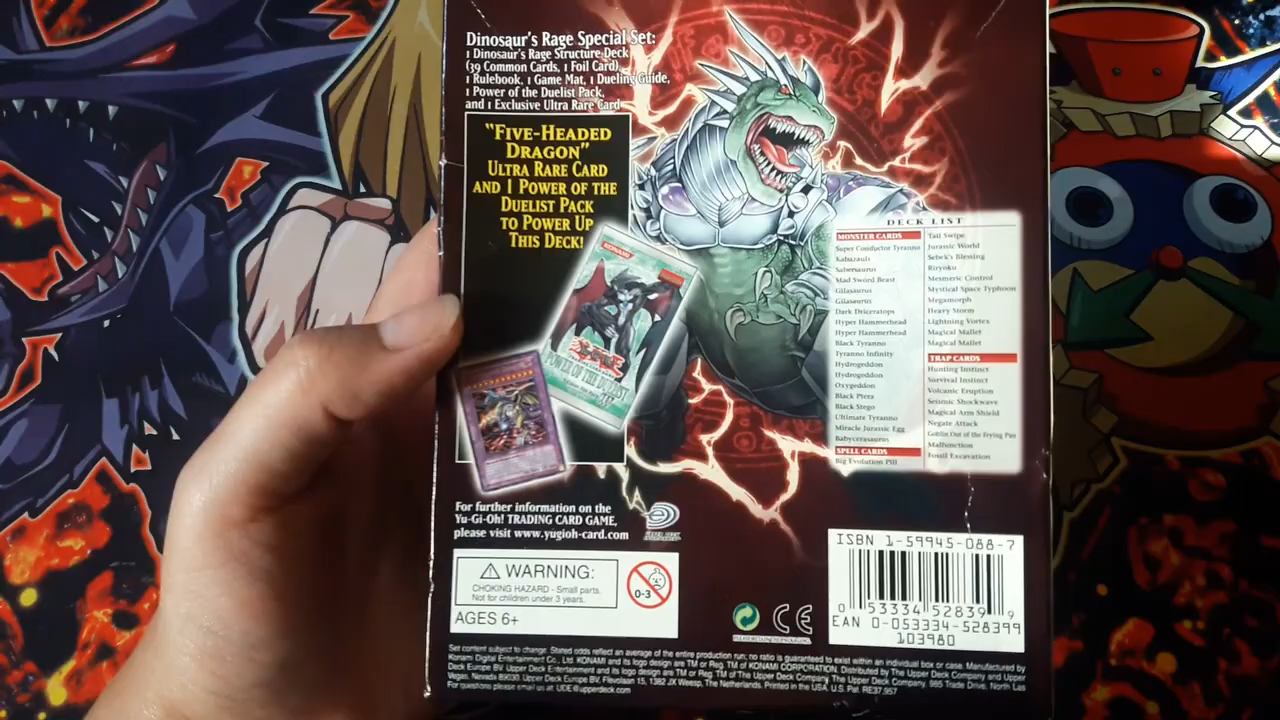 Dinosaur's Rage Special Set:
1 Dinosaur's Rage Structure Deck
(39 Common Cards, 1 Foil Card),
1 Rulebook, 1 Game Mat, 1 Dueling Guide,
1 Power of the Duelist Pack,
and 1 Exclusive Ultra Rare Card
"FIVE-HEADED
DRAGON"
ULTRA RARE CARD
AND 1 POWER OF THE
DUELIST PACK
TO POWER UP
THIS DECK!
KONAMI
POWER OF THE DUELIST
DECK LIST
MONSTER CARDS
Super Conductor Tyranno
Kabazauls
Sabersaurus
Mad Sword Beast
Gilasaurus
Gilasaurus
Dark Driceratops
Hyper Hammerhead
Hyper Hammerhead
Black Tyranno
Tyranno Infinity
Hydrogeddon
Hydrogeddon
Oxygeddon
Black Ptera
Black Stego
Ultimate Tyranno
Miracle Jurassic Egg
Babycerasaurus
SPELL CARDS
Big Evolution Pill
Tail Swipe
Jurassic World
Sebek's Blessing
Riryoku
Mesmeric Control
Mystical Space Typhoon
Megamorph
Heavy Storm
Lightning Vortex
Magical Mallet
Magical Mallet
TRAP CARDS
Hunting Instinct
Survival Instinct
Volcanic Eruption
Seismic Shockwave
Magical Arm Shield
Negate Attack
Goblin Out of the Frying Pan
Malfunction
Fossil Excavation
For further information on the
Yu-Gi-Oh! TRADING CARD GAME,
please visit www.yugioh-card.com
WARNING:
CHOKING HAZARD - Small parts.
Not for children under 3 years.
0-3
AGES 6+
CE
ISBN 1-59945-088-7
0 53334 52839 9
EAN 0-053334-528399
103980
Set content subject to change. Stated odds reflect an average of the entire production run; no ratio is guaranteed to exist within an individual box or case. Manufactured by
Konami Digital Entertainment Co., Ltd. KONAMI and its logo design are TM or Reg. TM of KONAMI CORPORATION. Distributed by The Upper Deck Company and Upper
Deck Europe BV. Upper Deck Entertainment and its logo design are TM or Reg. TM of The Upper Deck Company. The Upper Deck Company, 985 Trade Drive, North Las
Vegas, Nevada 89030. Upper Deck Europe BV, Flevolaan 15, 1382 JX Weesp, The Netherlands. Printed in the USA. U.S. Pat. RE37,957
For questions please email us at: UDE@upperdeck.com